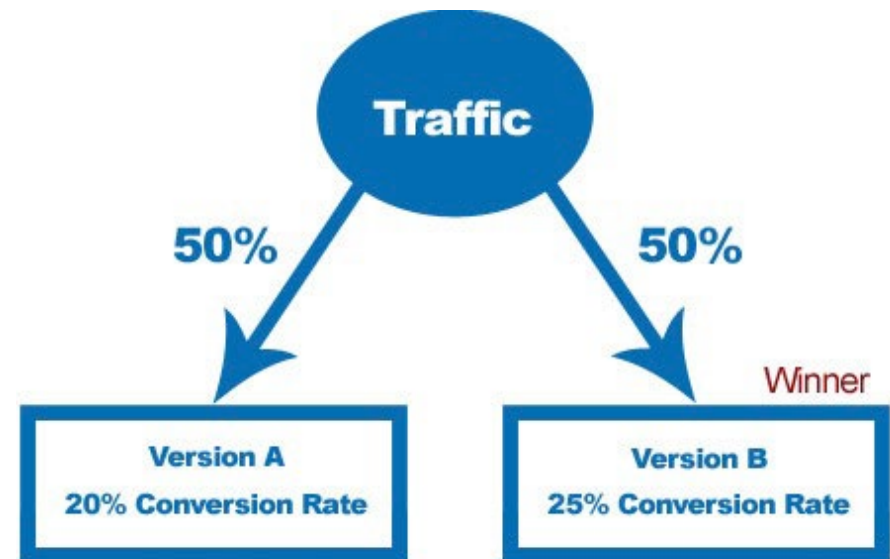 Traffic
50%
50%
Winner
Version A
20% Conversion Rate
Version B
25% Conversion Rate